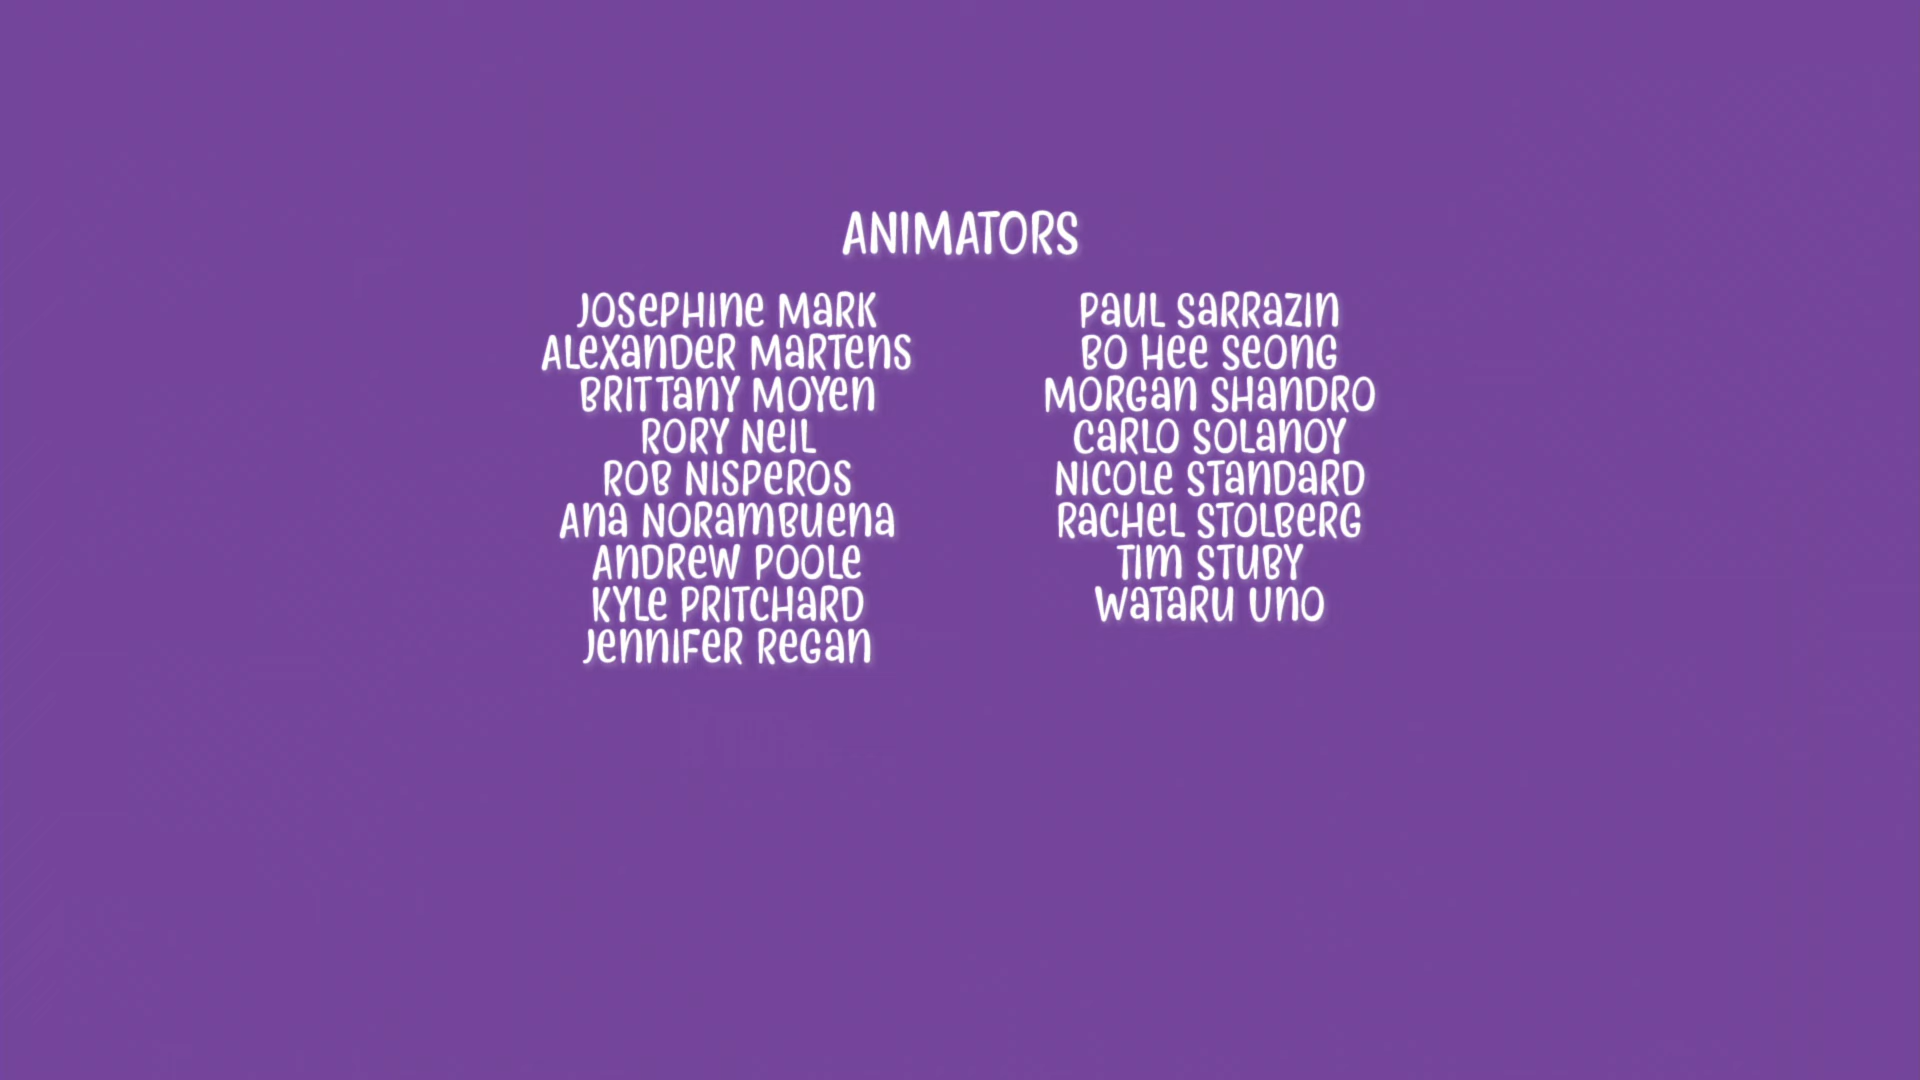 ANIMATORS
JOSEPHINE MARK
ALEXANDER MARTENS
BRITTANY MOYEN
RORY NEIL
ROB NISPEROS
ANA NORAMBUENA
ANDREW POOLE
KYLE PRITCHARD
JENNIFER REGAN
PAUL SARRAZIN
BO HEE SEONG
MORGAN SHANDRO
CARLO SOLANOY
NICOLE STANDARD
RACHEL STOLBERG
TIM STUBY
WATARU UNO